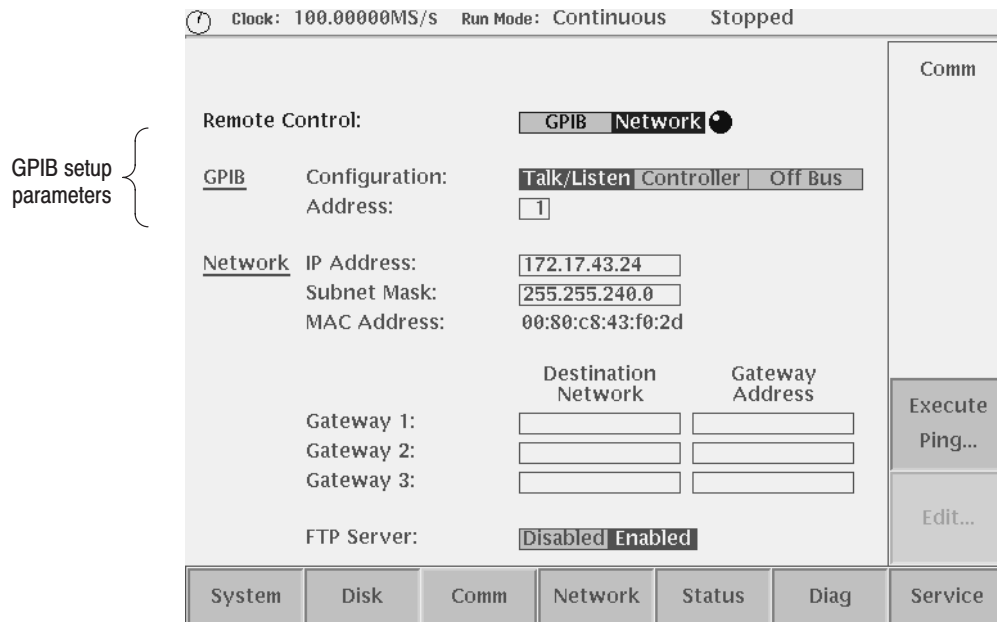 Clock: 100.00000MS/s Run Mode: Continuous Stopped
Comm
Remote Control: GPIB Network
GPIB setup
parameters
GPIB Configuration: Talk/Listen Controller Off Bus
Address: 1
Network IP Address: 172.17.43.24
Subnet Mask: 255.255.240.0
MAC Address: 00:80:c8:43:f0:2d
Destination
Network
Gateway
Address
Gateway 1:
Gateway 2:
Gateway 3:
Execute
Ping...
Edit...
FTP Server: Disabled Enabled
System Disk Comm Network Status Diag Service